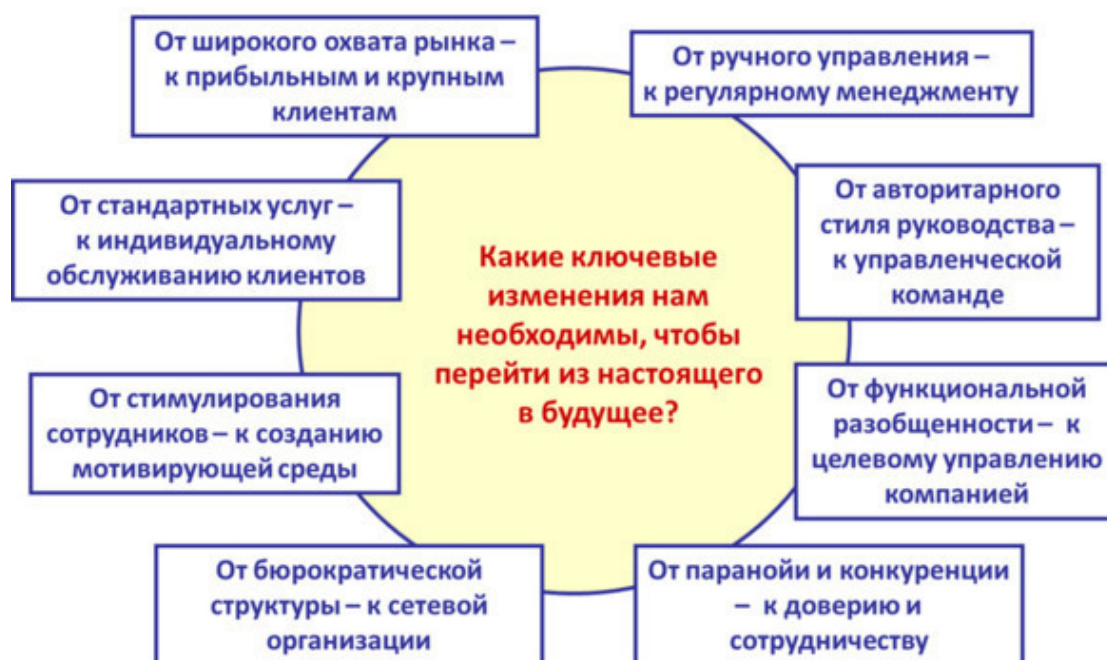 От широкого охвата рынка –
к прибыльным и крупным
клиентам
От ручного управления –
к регулярному менеджменту
От стандартных услуг –
к индивидуальному
обслуживанию клиентов
От авторитарного
стиля руководства –
к управленческой
команде
Какие ключевые
изменения нам
необходимы, чтобы
перейти из настоящего
в будущее?
От стимулирования
сотрудников – к созданию
мотивирующей среды
От функциональной
разобщенности – к
целевому управлению
компанией
От бюрократической
структуры – к сетевой
организации
От паранойи и конкуренции
– к доверию и
сотрудничеству